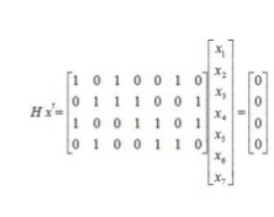 H xᵀ = [1 0 1 0 0 1 0; 0 1 1 1 0 0 1; 1 0 0 1 1 0 1; 0 1 0 0 1 1 0] [x₁; x₂; x₃; x₄; x₅; x₆; x₇] = [0; 0; 0; 0]